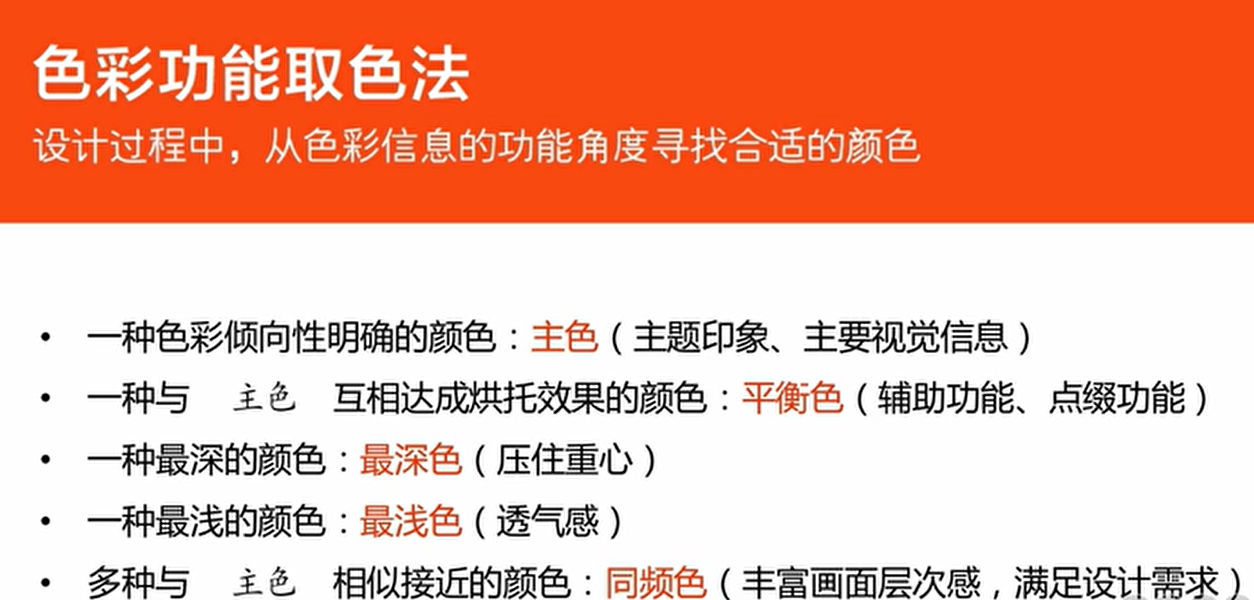 色彩功能取色法
设计过程中，从色彩信息的功能角度寻找合适的颜色
• 一种色彩倾向性明确的颜色：主色（主题印象、主要视觉信息）
• 一种与 主色 互相达成烘托效果的颜色：平衡色（辅助功能、点缀功能）
• 一种最深的颜色：最深色（压住重心）
• 一种最浅的颜色：最浅色（透气感）
• 多种与 主色 相似接近的颜色：同频色（丰富画面层次感，满足设计需求）